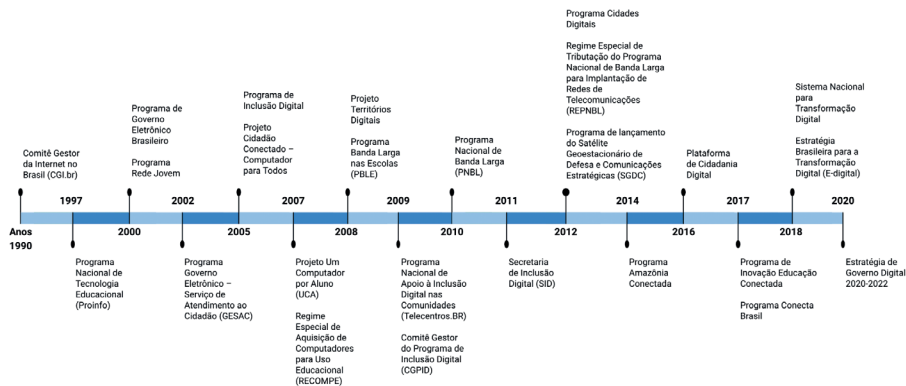 Anos
1990
Comitê Gestor
da Internet no
Brasil (CGI.br)
1997
Programa
Nacional de
Tecnologia
Educacional
(Proinfo)
2000
Programa de
Governo
Eletrônico
Brasileiro
Programa
Rede Jovem
2002
Programa
Governo
Eletrônico –
Serviço de
Atendimento ao
Cidadão (GESAC)
2005
Programa de
Inclusão Digital
Projeto
Cidadão
Conectado –
Computador
para Todos
2007
Projeto Um
Computador
por Aluno
(UCA)
Regime
Especial de
Aquisição de
Computadores
para Uso
Educacional
(RECOMPE)
2008
Projeto
Territórios
Digitais
Programa
Banda Larga
nas Escolas
(PBLE)
2009
Programa
Nacional de
Apoio à Inclusão
Digital nas
Comunidades
(Telecentros.BR)
Comitê Gestor
do Programa de
Inclusão Digital
(CGPID)
2010
Programa
Nacional de
Banda Larga
(PNBL)
2011
Secretaria
de Inclusão
Digital (SID)
2012
Programa Cidades
Digitais
Regime Especial de
Tributação do Programa
Nacional de Banda Larga
para Implantação de
Redes de
Telecomunicações
(REPNBL)
Programa de lançamento
do Satélite
Geoestacionário de
Defesa e Comunicações
Estratégicas (SGDC)
2014
Programa
Amazônia
Conectada
2016
Plataforma
de Cidadania
Digital
2017
Programa de
Inovação Educação
Conectada
Programa Conecta
Brasil
2018
Sistema Nacional
para
Transformação
Digital
Estratégia
Brasileira para a
Transformação
Digital (E-digital)
2020
Estratégia de
Governo Digital
2020-2022